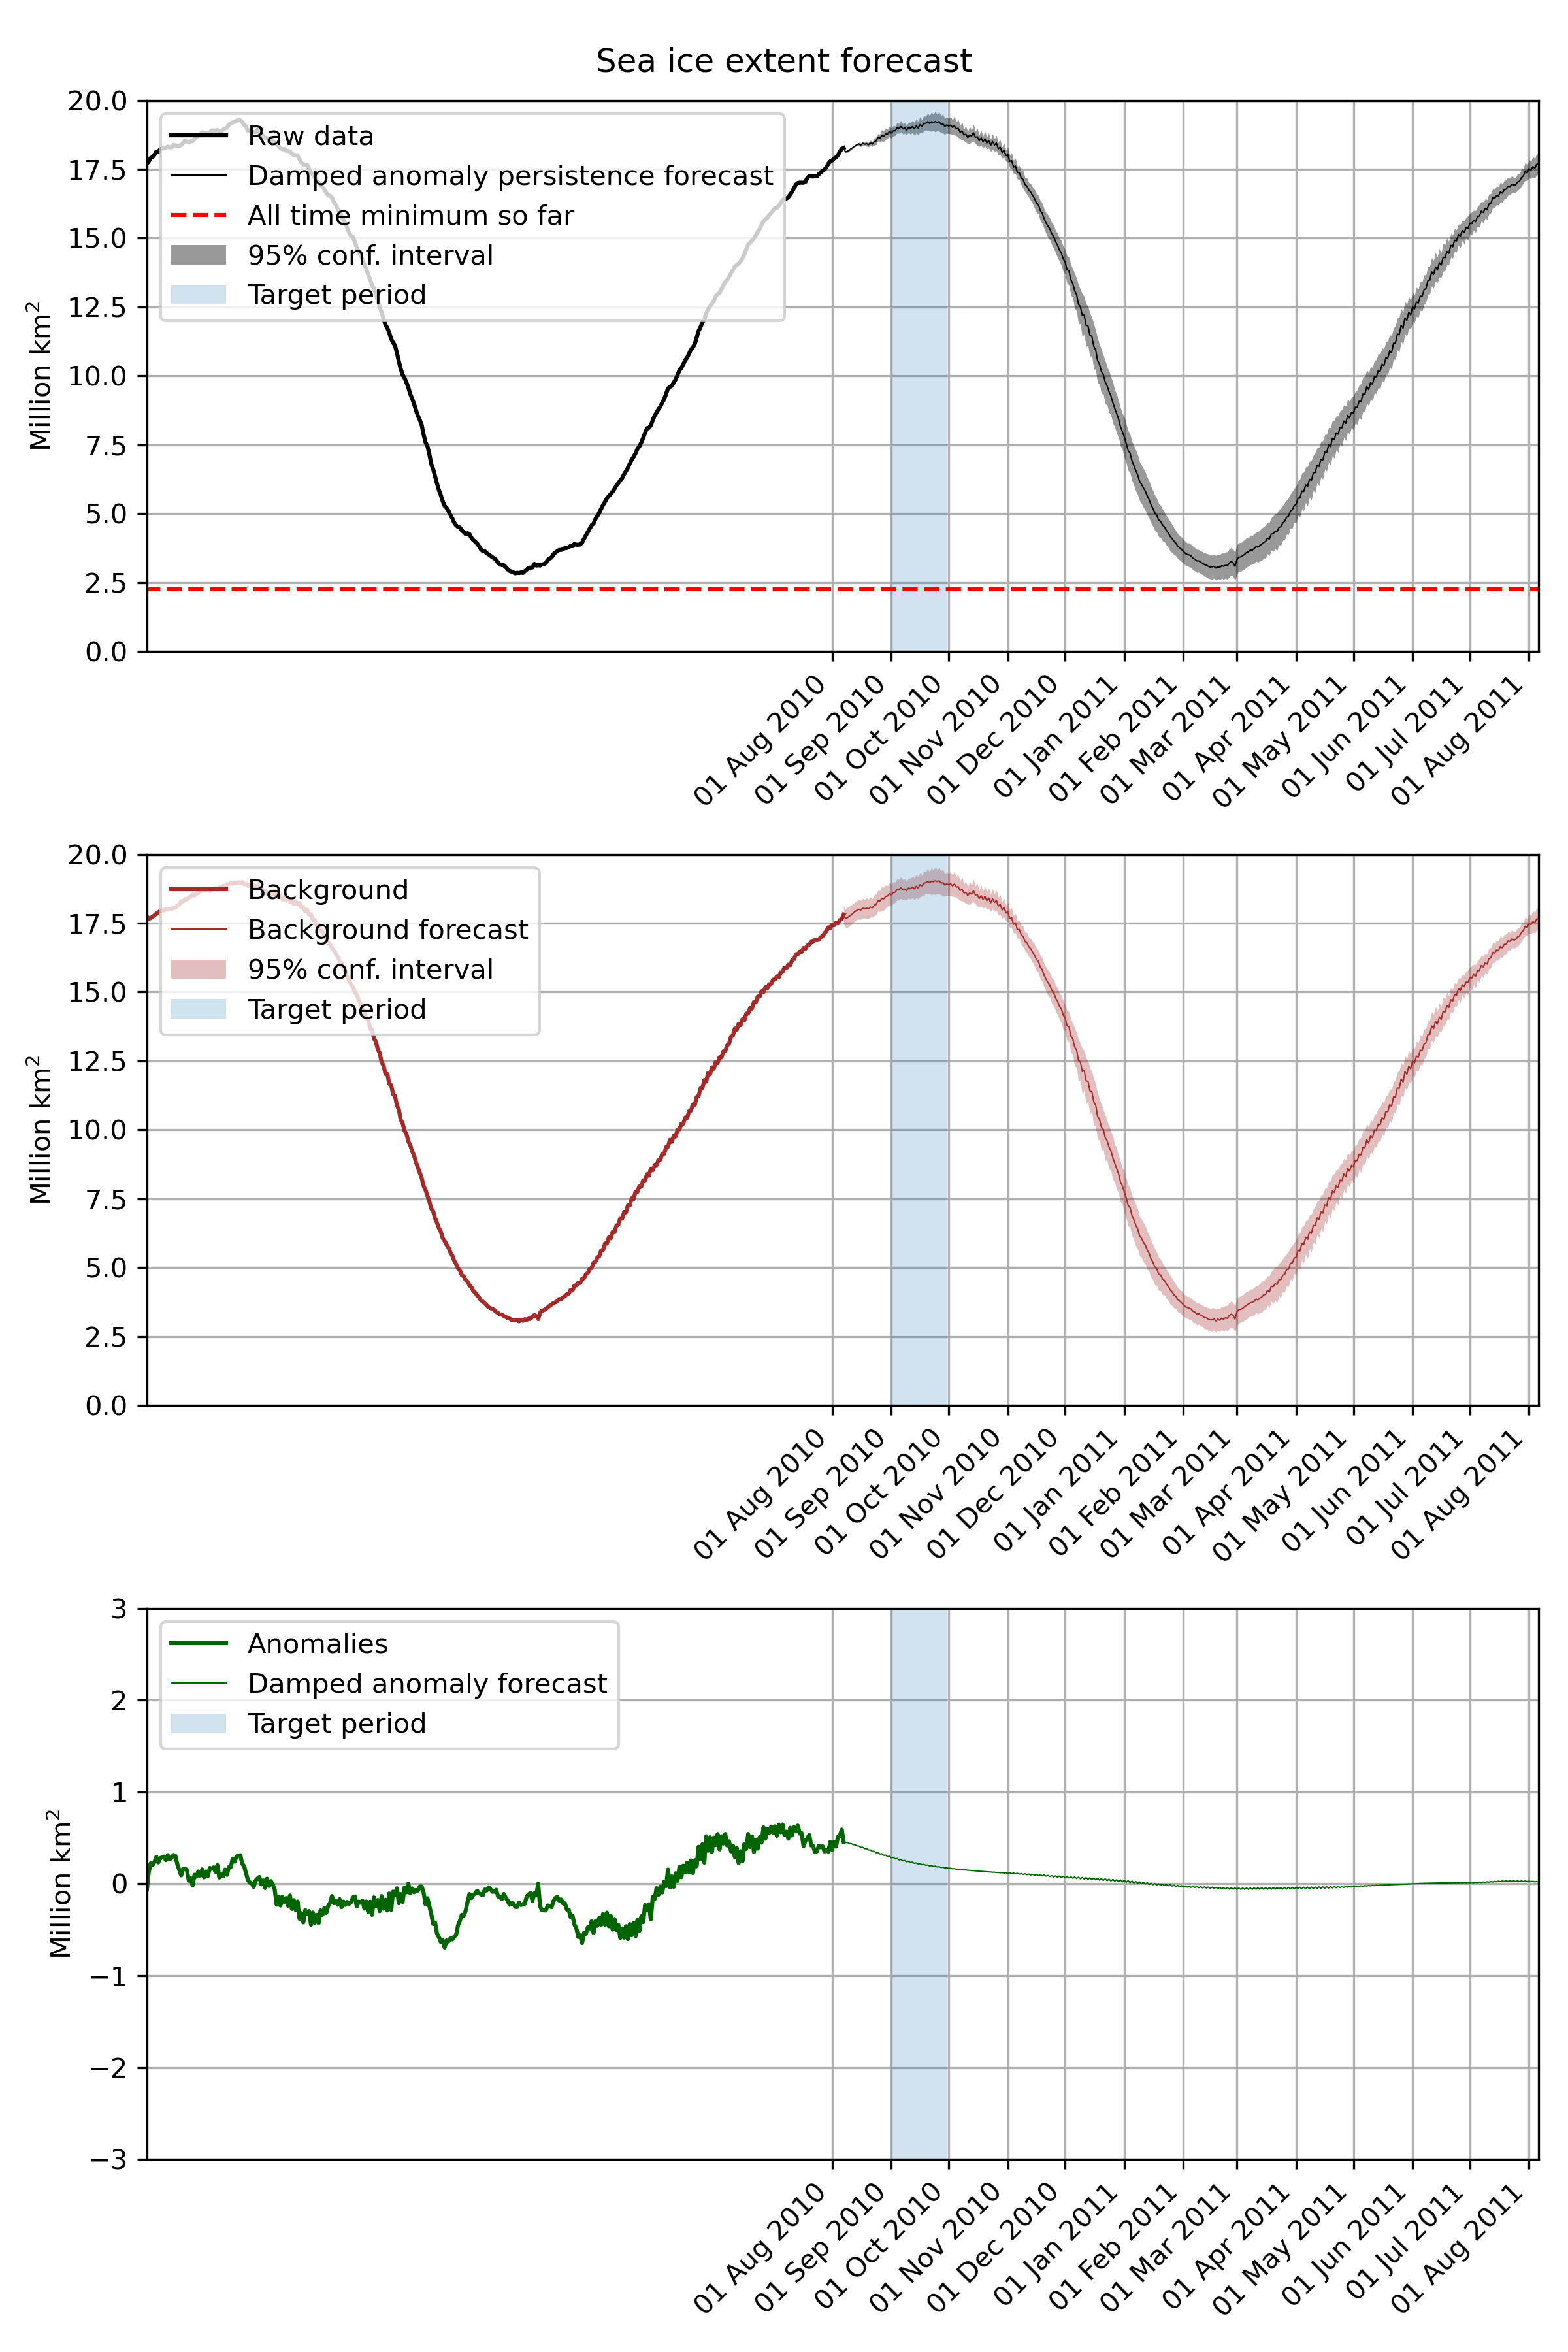 Sea ice extent forecast
20.0
17.5
15.0
12.5
10.0
7.5
5.0
2.5
0.0
Million km²
Raw data
Damped anomaly persistence forecast
All time minimum so far
95% conf. interval
Target period
01 Aug 2010
01 Sep 2010
01 Oct 2010
01 Nov 2010
01 Dec 2010
01 Jan 2011
01 Feb 2011
01 Mar 2011
01 Apr 2011
01 May 2011
01 Jun 2011
01 Jul 2011
01 Aug 2011
20.0
17.5
15.0
12.5
10.0
7.5
5.0
2.5
0.0
Million km²
Background
Background forecast
95% conf. interval
Target period
01 Aug 2010
01 Sep 2010
01 Oct 2010
01 Nov 2010
01 Dec 2010
01 Jan 2011
01 Feb 2011
01 Mar 2011
01 Apr 2011
01 May 2011
01 Jun 2011
01 Jul 2011
01 Aug 2011
3
2
1
0
−1
−2
−3
Million km²
Anomalies
Damped anomaly forecast
Target period
01 Aug 2010
01 Sep 2010
01 Oct 2010
01 Nov 2010
01 Dec 2010
01 Jan 2011
01 Feb 2011
01 Mar 2011
01 Apr 2011
01 May 2011
01 Jun 2011
01 Jul 2011
01 Aug 2011